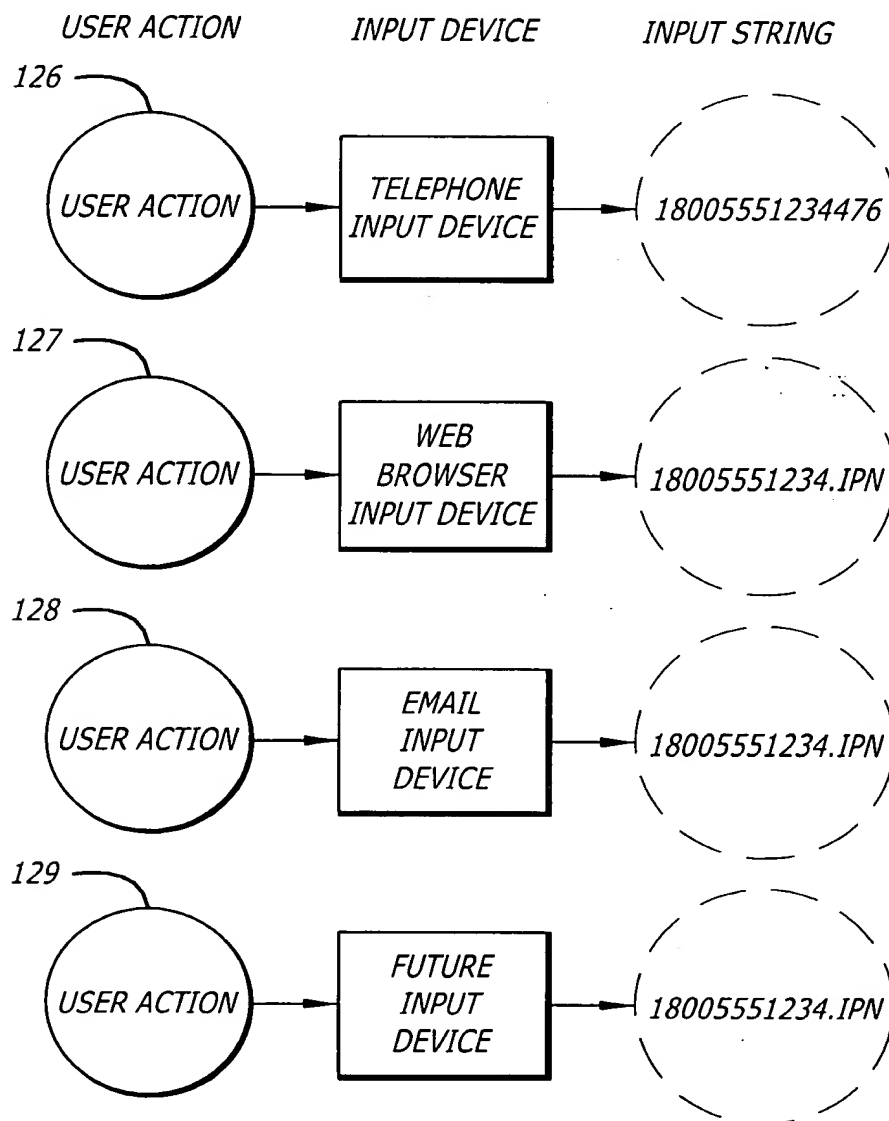 USER ACTION INPUT DEVICE INPUT STRING
126
USER ACTION
TELEPHONE
INPUT DEVICE
18005551234476
127
USER ACTION
WEB
BROWSER
INPUT DEVICE
18005551234.IPN
128
USER ACTION
EMAIL
INPUT
DEVICE
18005551234.IPN
129
USER ACTION
FUTURE
INPUT
DEVICE
18005551234.IPN